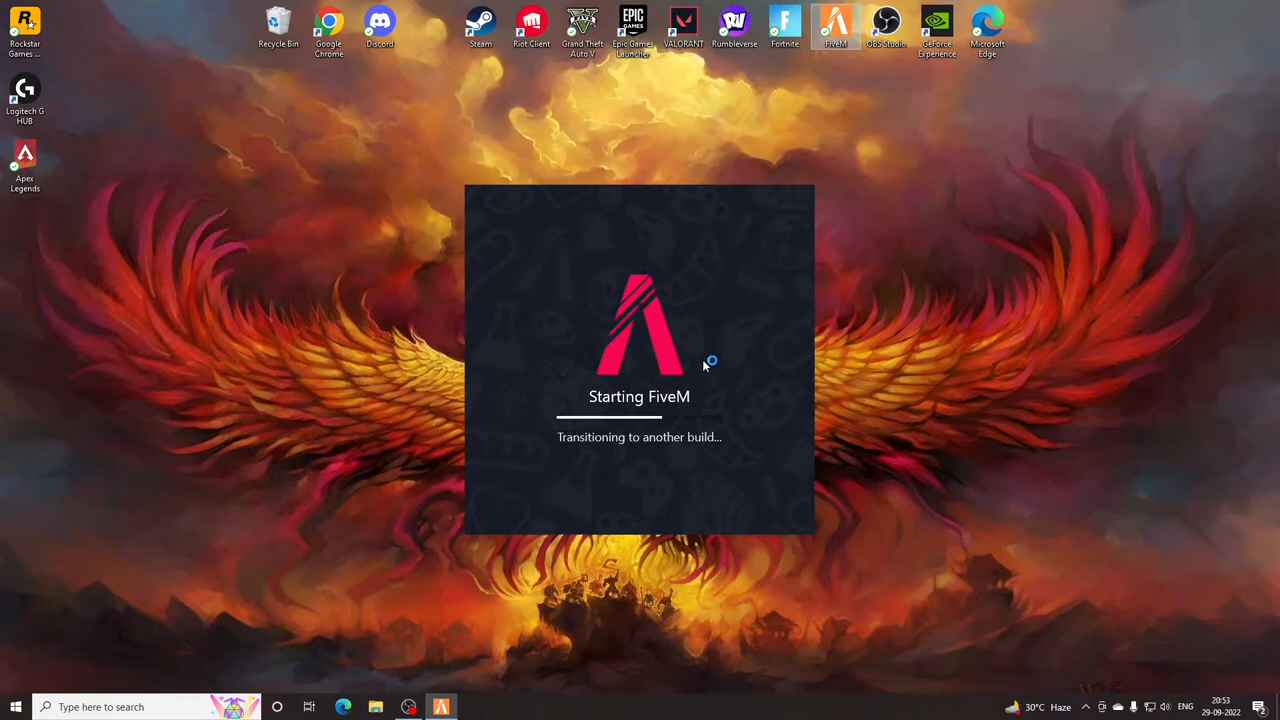 Rockstar
Games ...
Recycle Bin
Google
Chrome
Discord
Steam
Riot Client
Grand Theft
Auto V
Epic Games
Launcher
VALORANT
Rumbleverse
Fortnite
FiveM
OBS Studio
GeForce
Experience
Microsoft
Edge
Logitech G
HUB
Apex
Legends
Starting FiveM
Transitioning to another build...
Type here to search
30°C Haze
ENG
20:53
29-09-2022
2